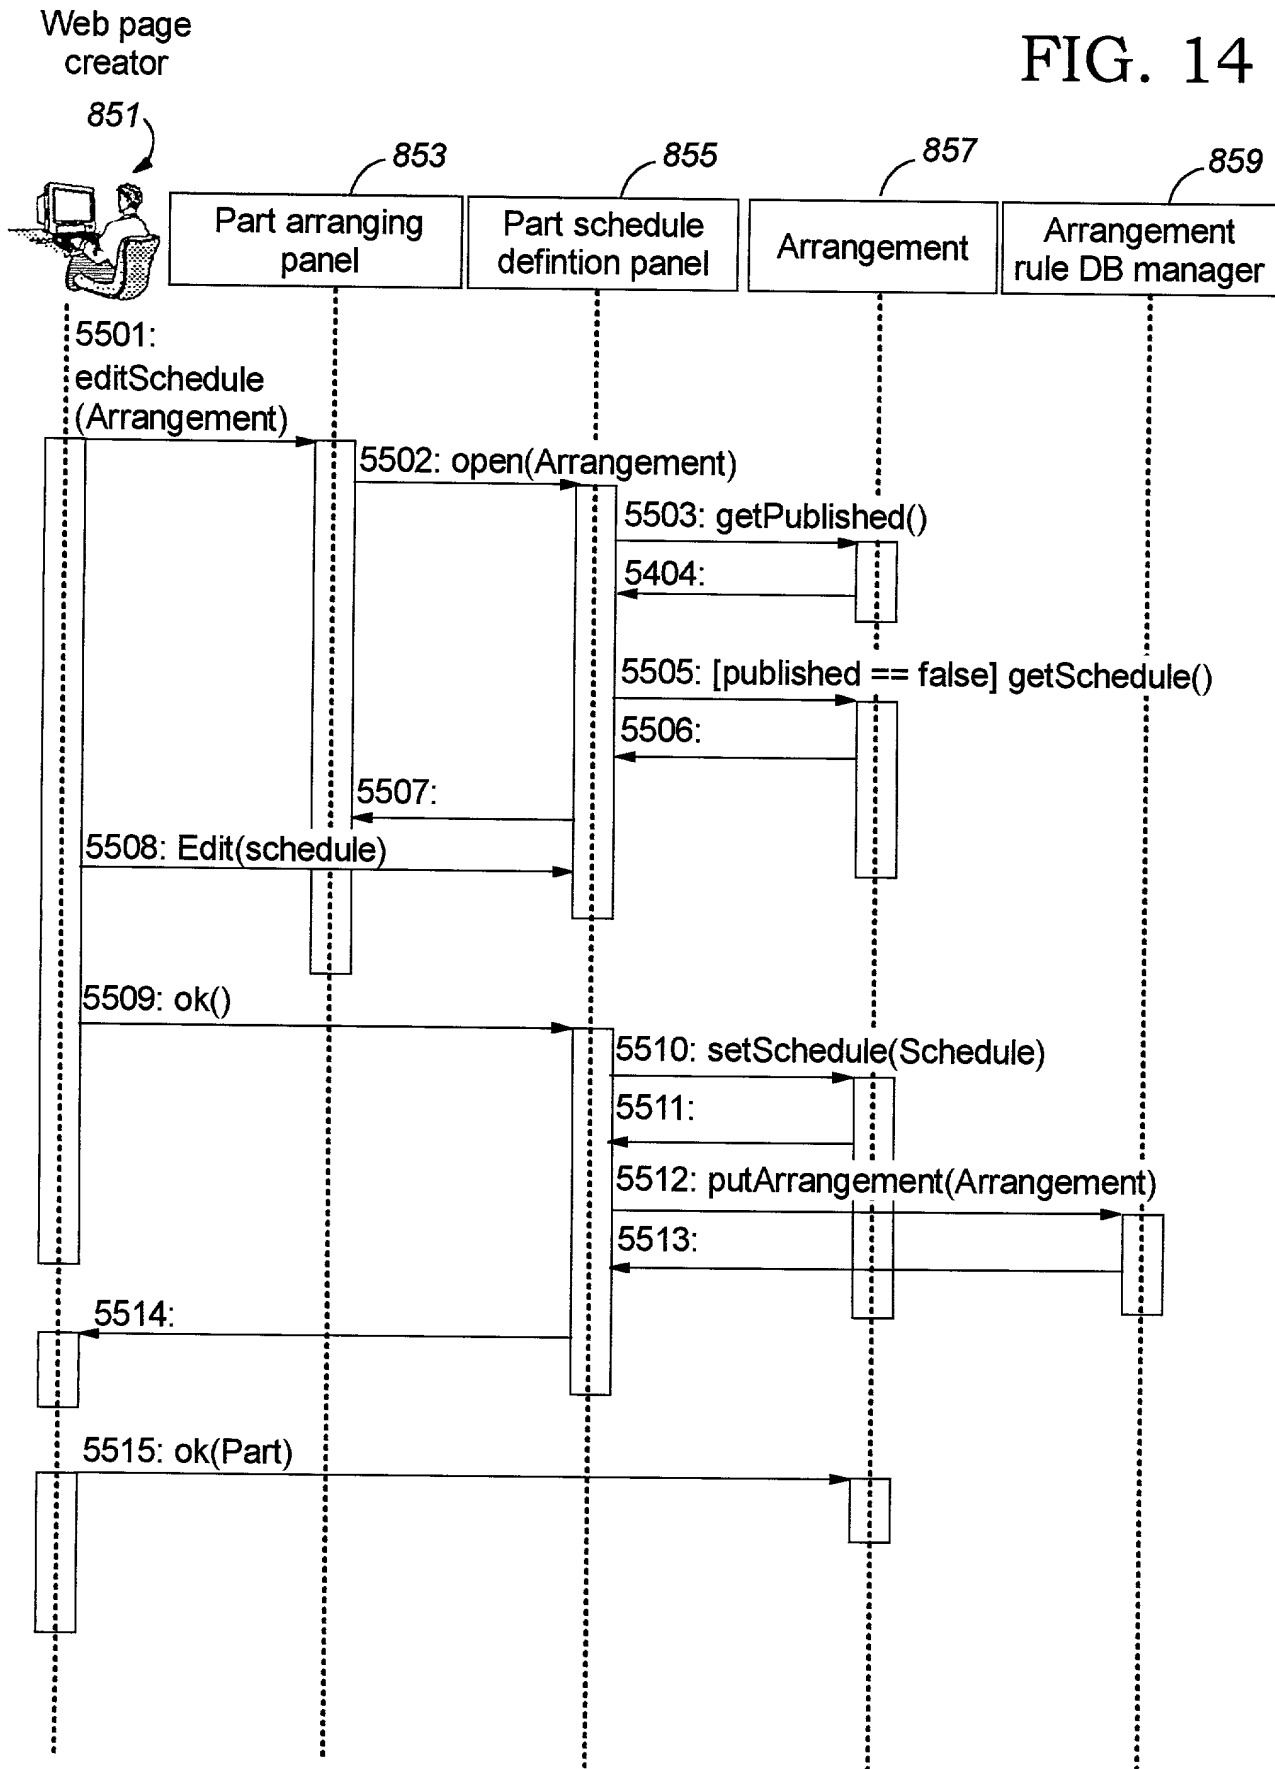 Web page
creator
FIG. 14
851
853
855
857
859
Part arranging
panel
Part schedule
defintion panel
Arrangement
Arrangement
rule DB manager
5501:
editSchedule
(Arrangement)
5502: open(Arrangement)
5503: getPublished()
5404:
5505: [published == false] getSchedule()
5506:
5507:
5508: Edit(schedule)
5509: ok()
5510: setSchedule(Schedule)
5511:
5512: putArrangement(Arrangement)
5513:
5514:
5515: ok(Part)